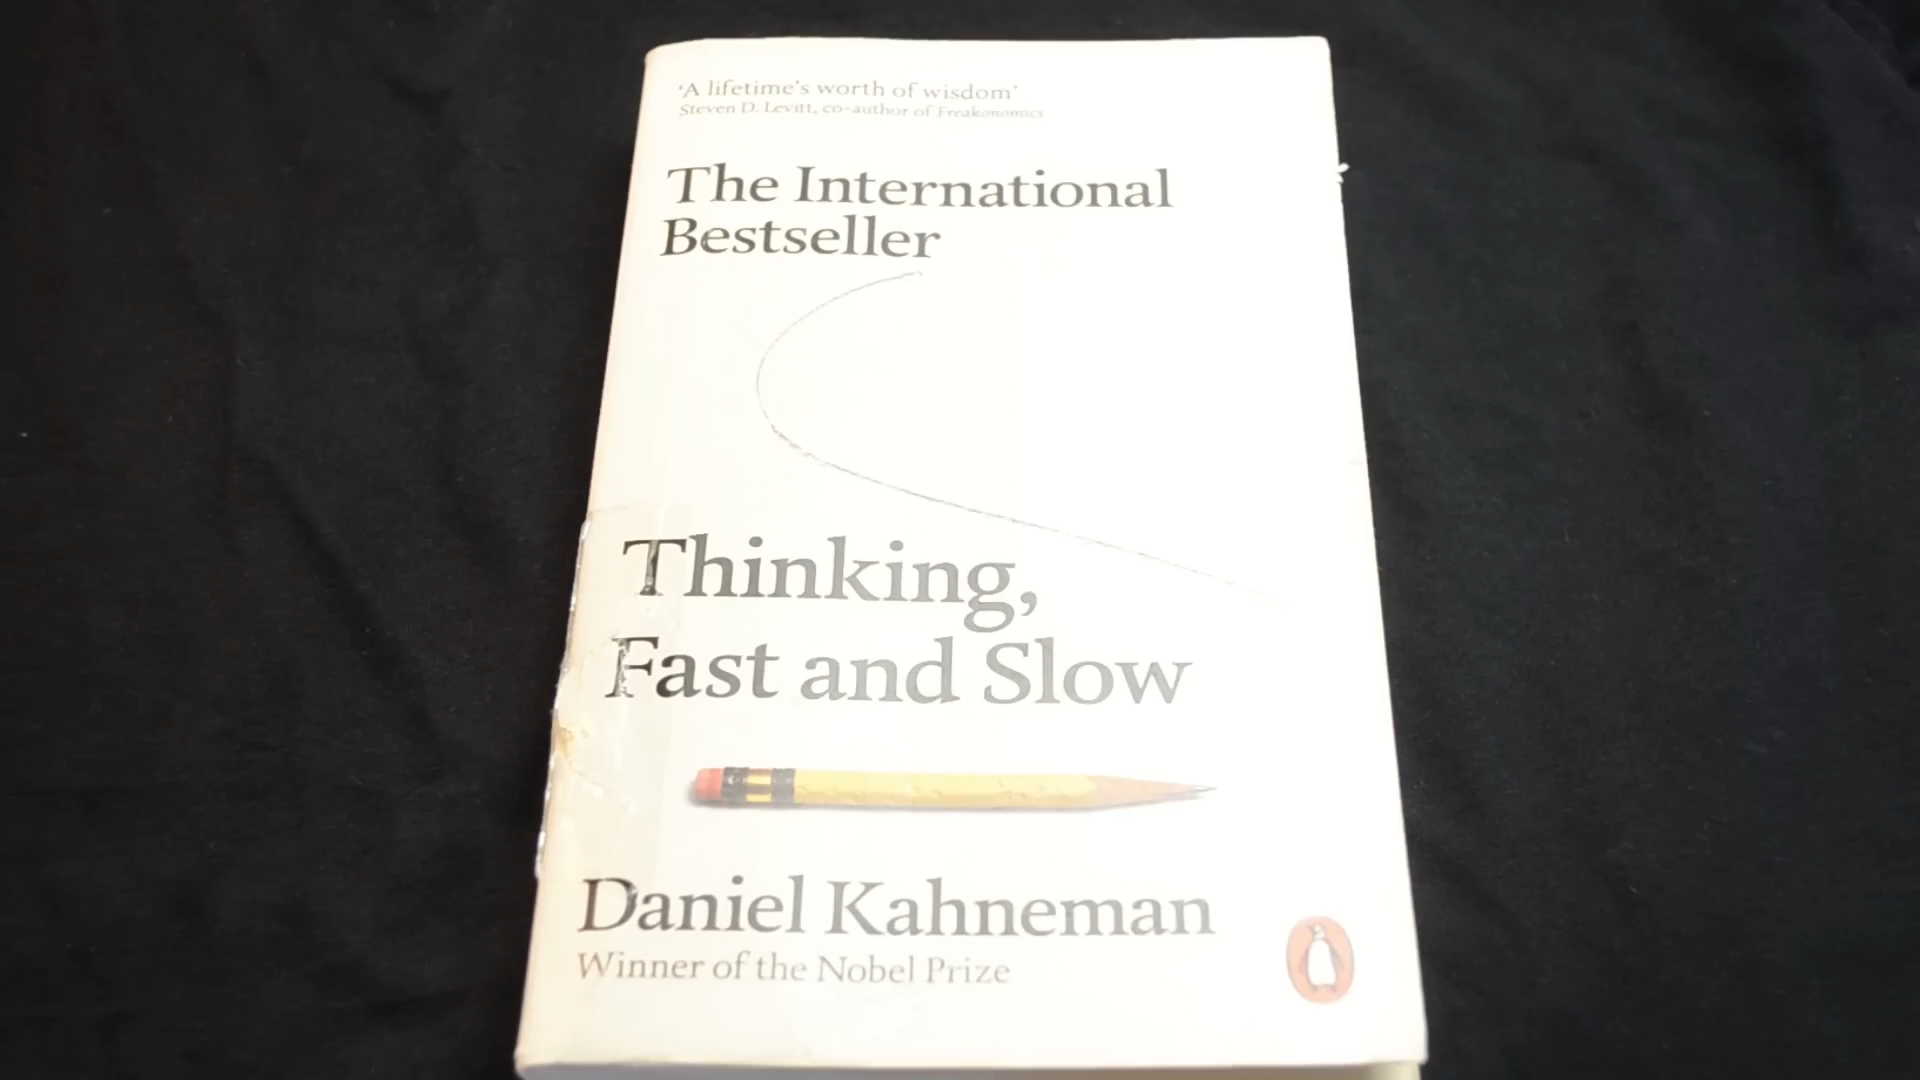 ‘A lifetime’s worth of wisdom’
Steven D. Levitt, co-author of Freakonomics
The International
Bestseller
Thinking,
Fast and Slow
Daniel Kahneman
Winner of the Nobel Prize